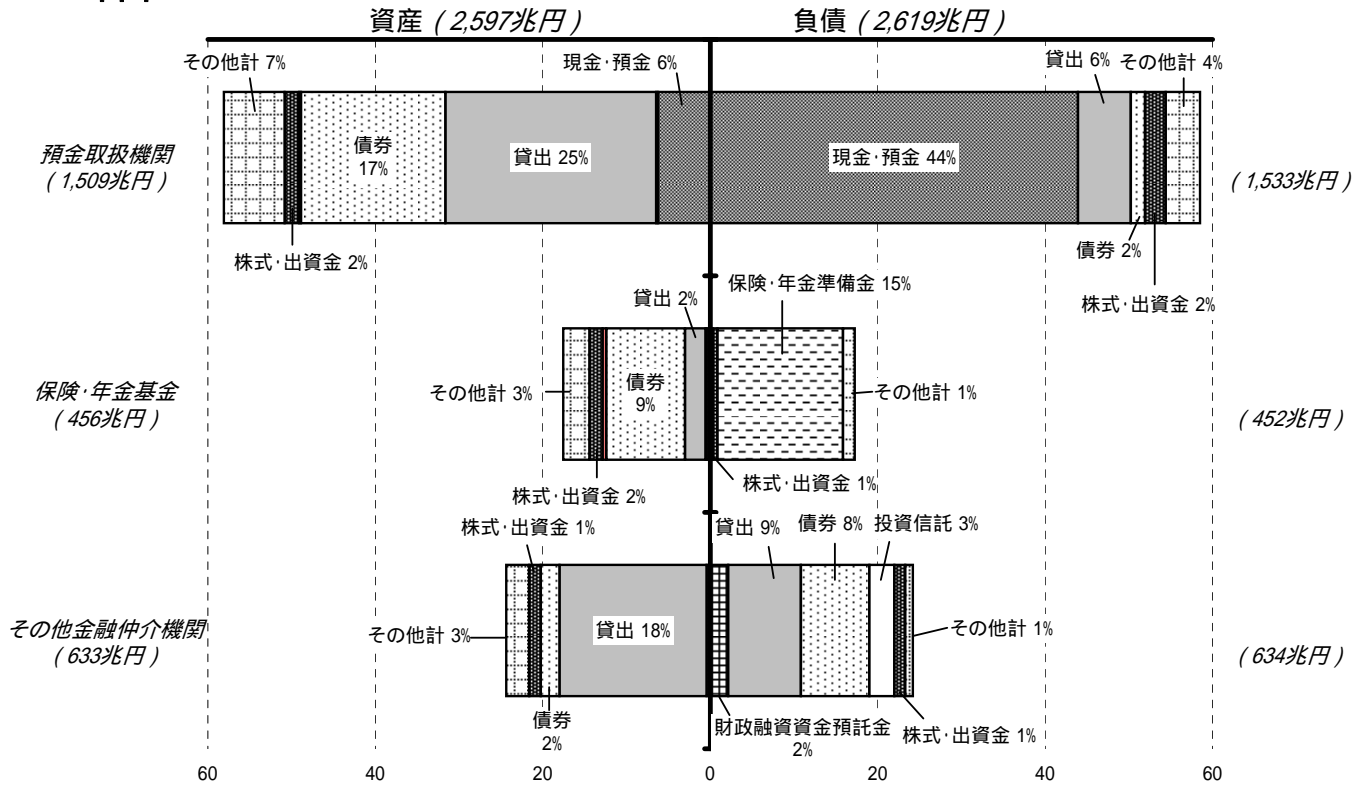 資産 ( 2,597兆円 )
負債 ( 2,619兆円 )
その他計 7%
現金･預金 6%
貸出 6%
その他計 4%
預金取扱機関
( 1,509兆円 )
債券
17%
貸出 25%
現金･預金 44%
( 1,533兆円 )
株式･出資金 2%
債券 2%
株式･出資金 2%
貸出 2%
保険･年金準備金 15%
保険･年金基金
( 456兆円 )
その他計 3%
債券
9%
その他計 1%
( 452兆円 )
株式･出資金 2%
株式･出資金 1%
株式･出資金 1%
貸出 9%
債券 8%
投資信託 3%
その他金融仲介機関
( 633兆円 )
その他計 3%
貸出 18%
その他計 1%
( 634兆円 )
債券
2%
財政融資資金預託金
2%
株式･出資金 1%
60
40
20
0
20
40
60